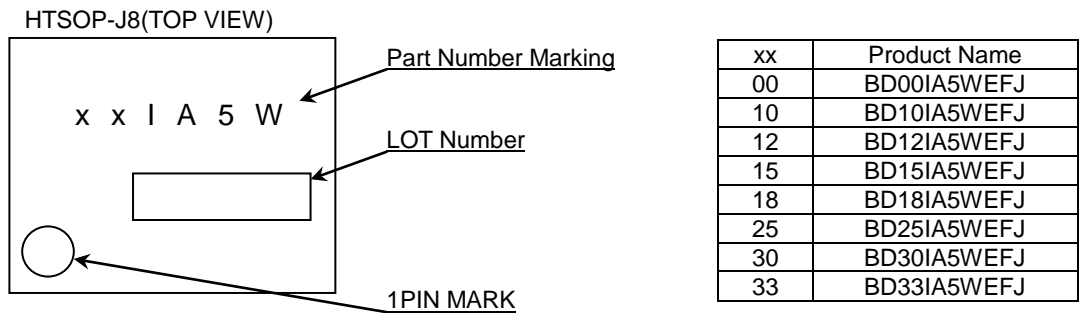 HTSOP-J8(TOP VIEW)
Part Number Marking
x x I A 5 W
LOT Number
1PIN MARK
xx Product Name
00 BD00IA5WEFJ
10 BD10IA5WEFJ
12 BD12IA5WEFJ
15 BD15IA5WEFJ
18 BD18IA5WEFJ
25 BD25IA5WEFJ
30 BD30IA5WEFJ
33 BD33IA5WEFJ